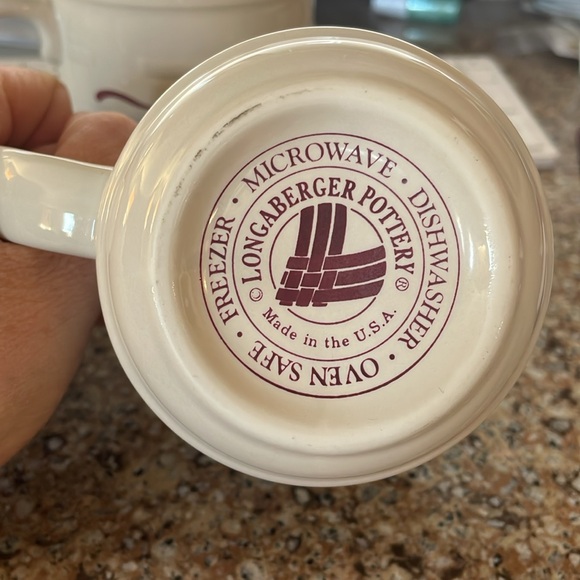 FREEZER • MICROWAVE • DISHWASHER • OVEN SAFE •
© LONGABERGER POTTERY ®
Made in the U.S.A.